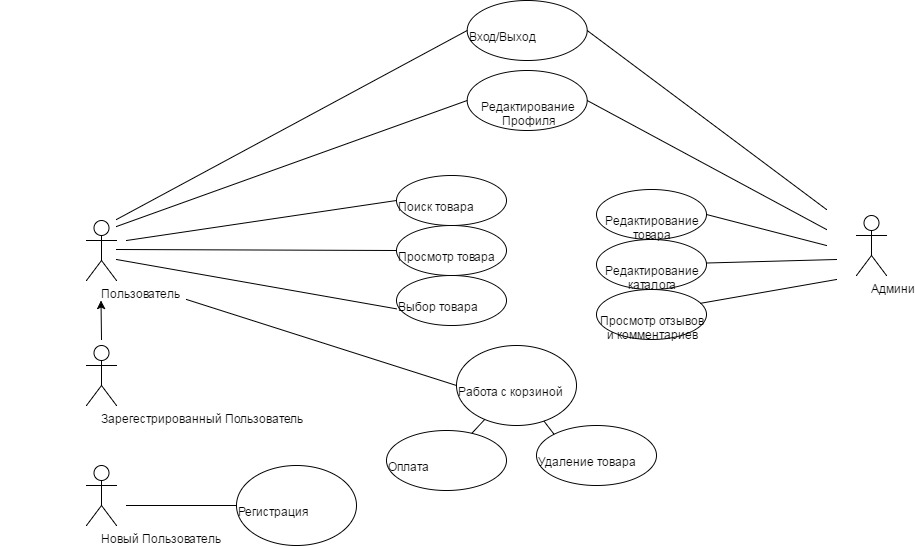 Вход/Выход
Редактирование
Профиля
Поиск товара
Редактирование
товара
Просмотр товара
Редактирование
каталога
Пользователь
Админи
Выбор товара
Просмотр отзывов
и комментариев
Работа с корзиной
Зарегестрированный Пользователь
Оплата
Удаление товара
Регистрация
Новый Пользователь